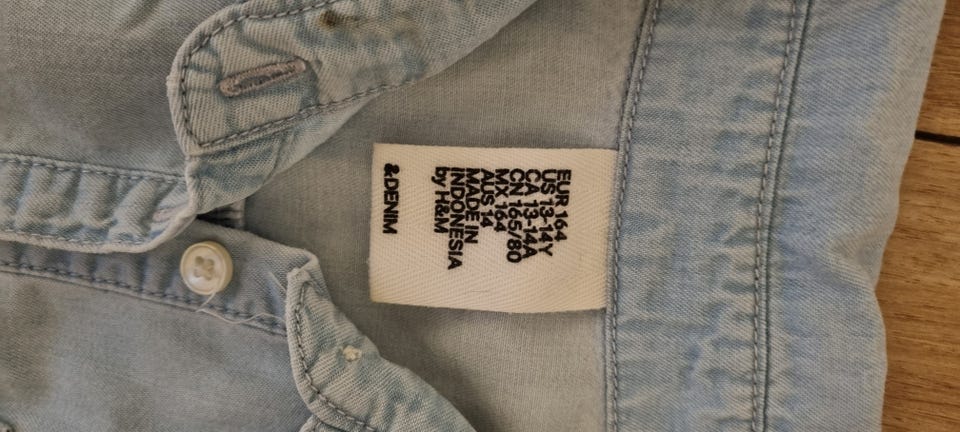 EUR 164
US 13-14Y
CA 13-14A
CN 165/80
MX 164
AUS 14
MADE IN
INDONESIA
by H&M
&DENIM